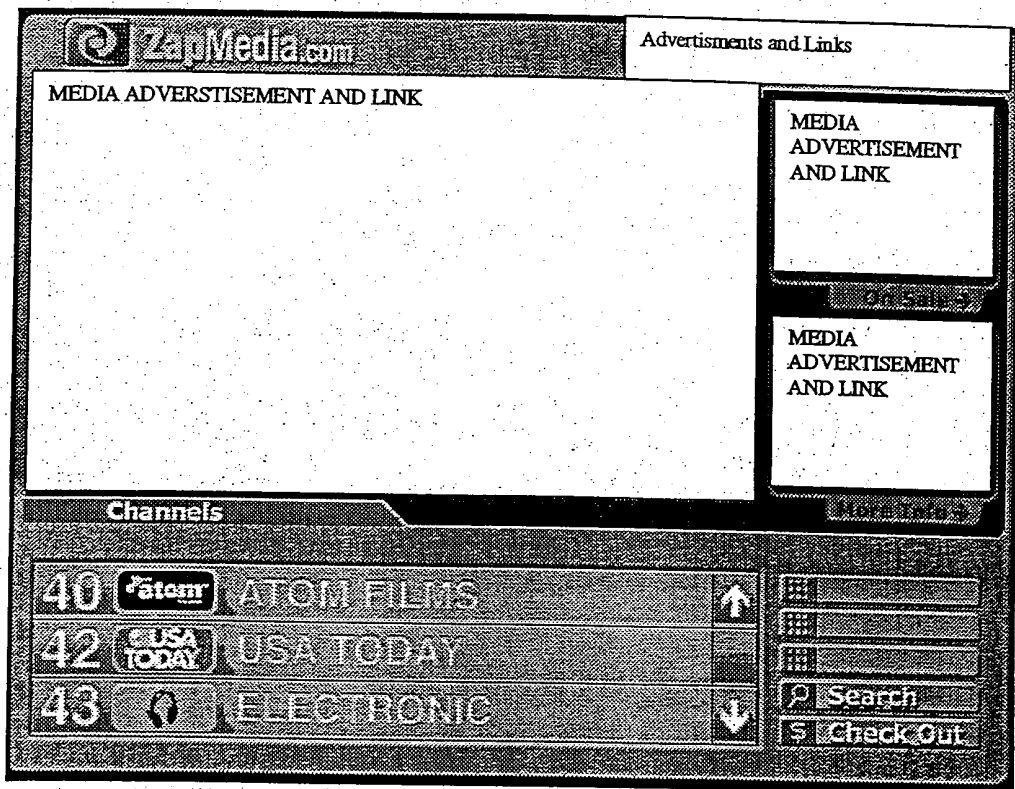 ZapMedia.com
Advertisments and Links
MEDIA ADVERSTISEMENT AND LINK
MEDIA
ADVERTISEMENT
AND LINK
On Sale
MEDIA
ADVERTISEMENT
AND LINK
More Info
Channels
40 atom ATOM FILMS
42 USA
TODAY USA TODAY
43 ELECTRONIC
Search
$ Check Out